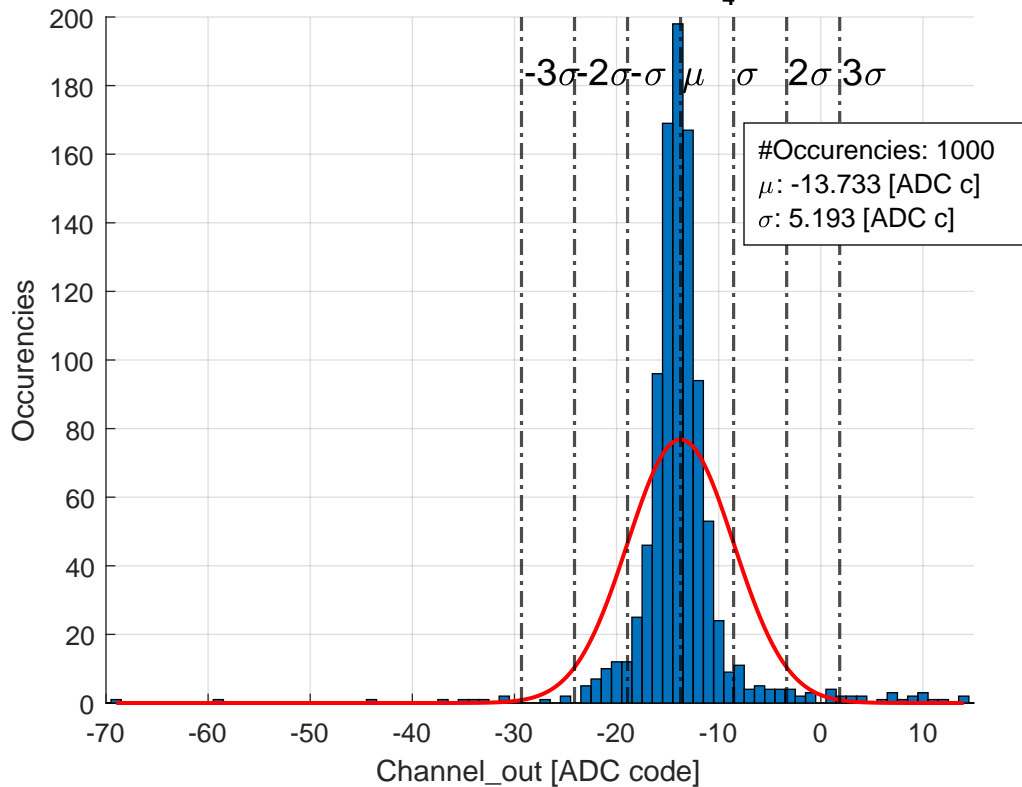 4
200
180
160
140
120
100
80
60
40
20
0
Occurencies
-3σ -2σ -σ μ σ 2σ 3σ
#Occurencies: 1000
μ: -13.733 [ADC c]
σ: 5.193 [ADC c]
-70 -60 -50 -40 -30 -20 -10 0 10
Channel_out [ADC code]